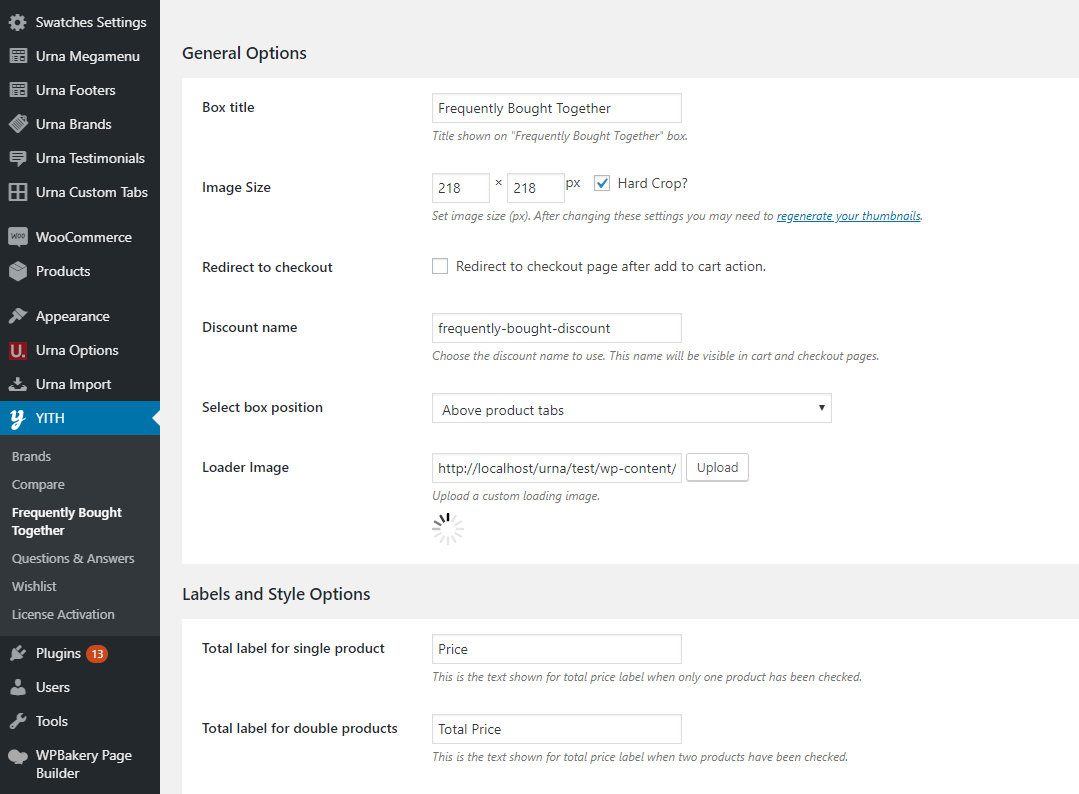 Swatches Settings
Urna Megamenu
Urna Footers
Urna Brands
Urna Testimonials
Urna Custom Tabs
WOO WooCommerce
Products
Appearance
U. Urna Options
Urna Import
y YITH
Brands
Compare
Frequently Bought
Together
Questions & Answers
Wishlist
License Activation
Plugins 13
Users
Tools
WPBakery Page
Builder
General Options
Box title
Frequently Bought Together
Title shown on "Frequently Bought Together" box.
Image Size
218 × 218 px Hard Crop?
Set image size (px). After changing these settings you may need to regenerate your thumbnails.
Redirect to checkout
Redirect to checkout page after add to cart action.
Discount name
frequently-bought-discount
Choose the discount name to use. This name will be visible in cart and checkout pages.
Select box position
Above product tabs
Loader Image
http://localhost/urna/test/wp-content/ Upload
Upload a custom loading image.
Labels and Style Options
Total label for single product
Price
This is the text shown for total price label when only one product has been checked.
Total label for double products
Total Price
This is the text shown for total price label when two products have been checked.